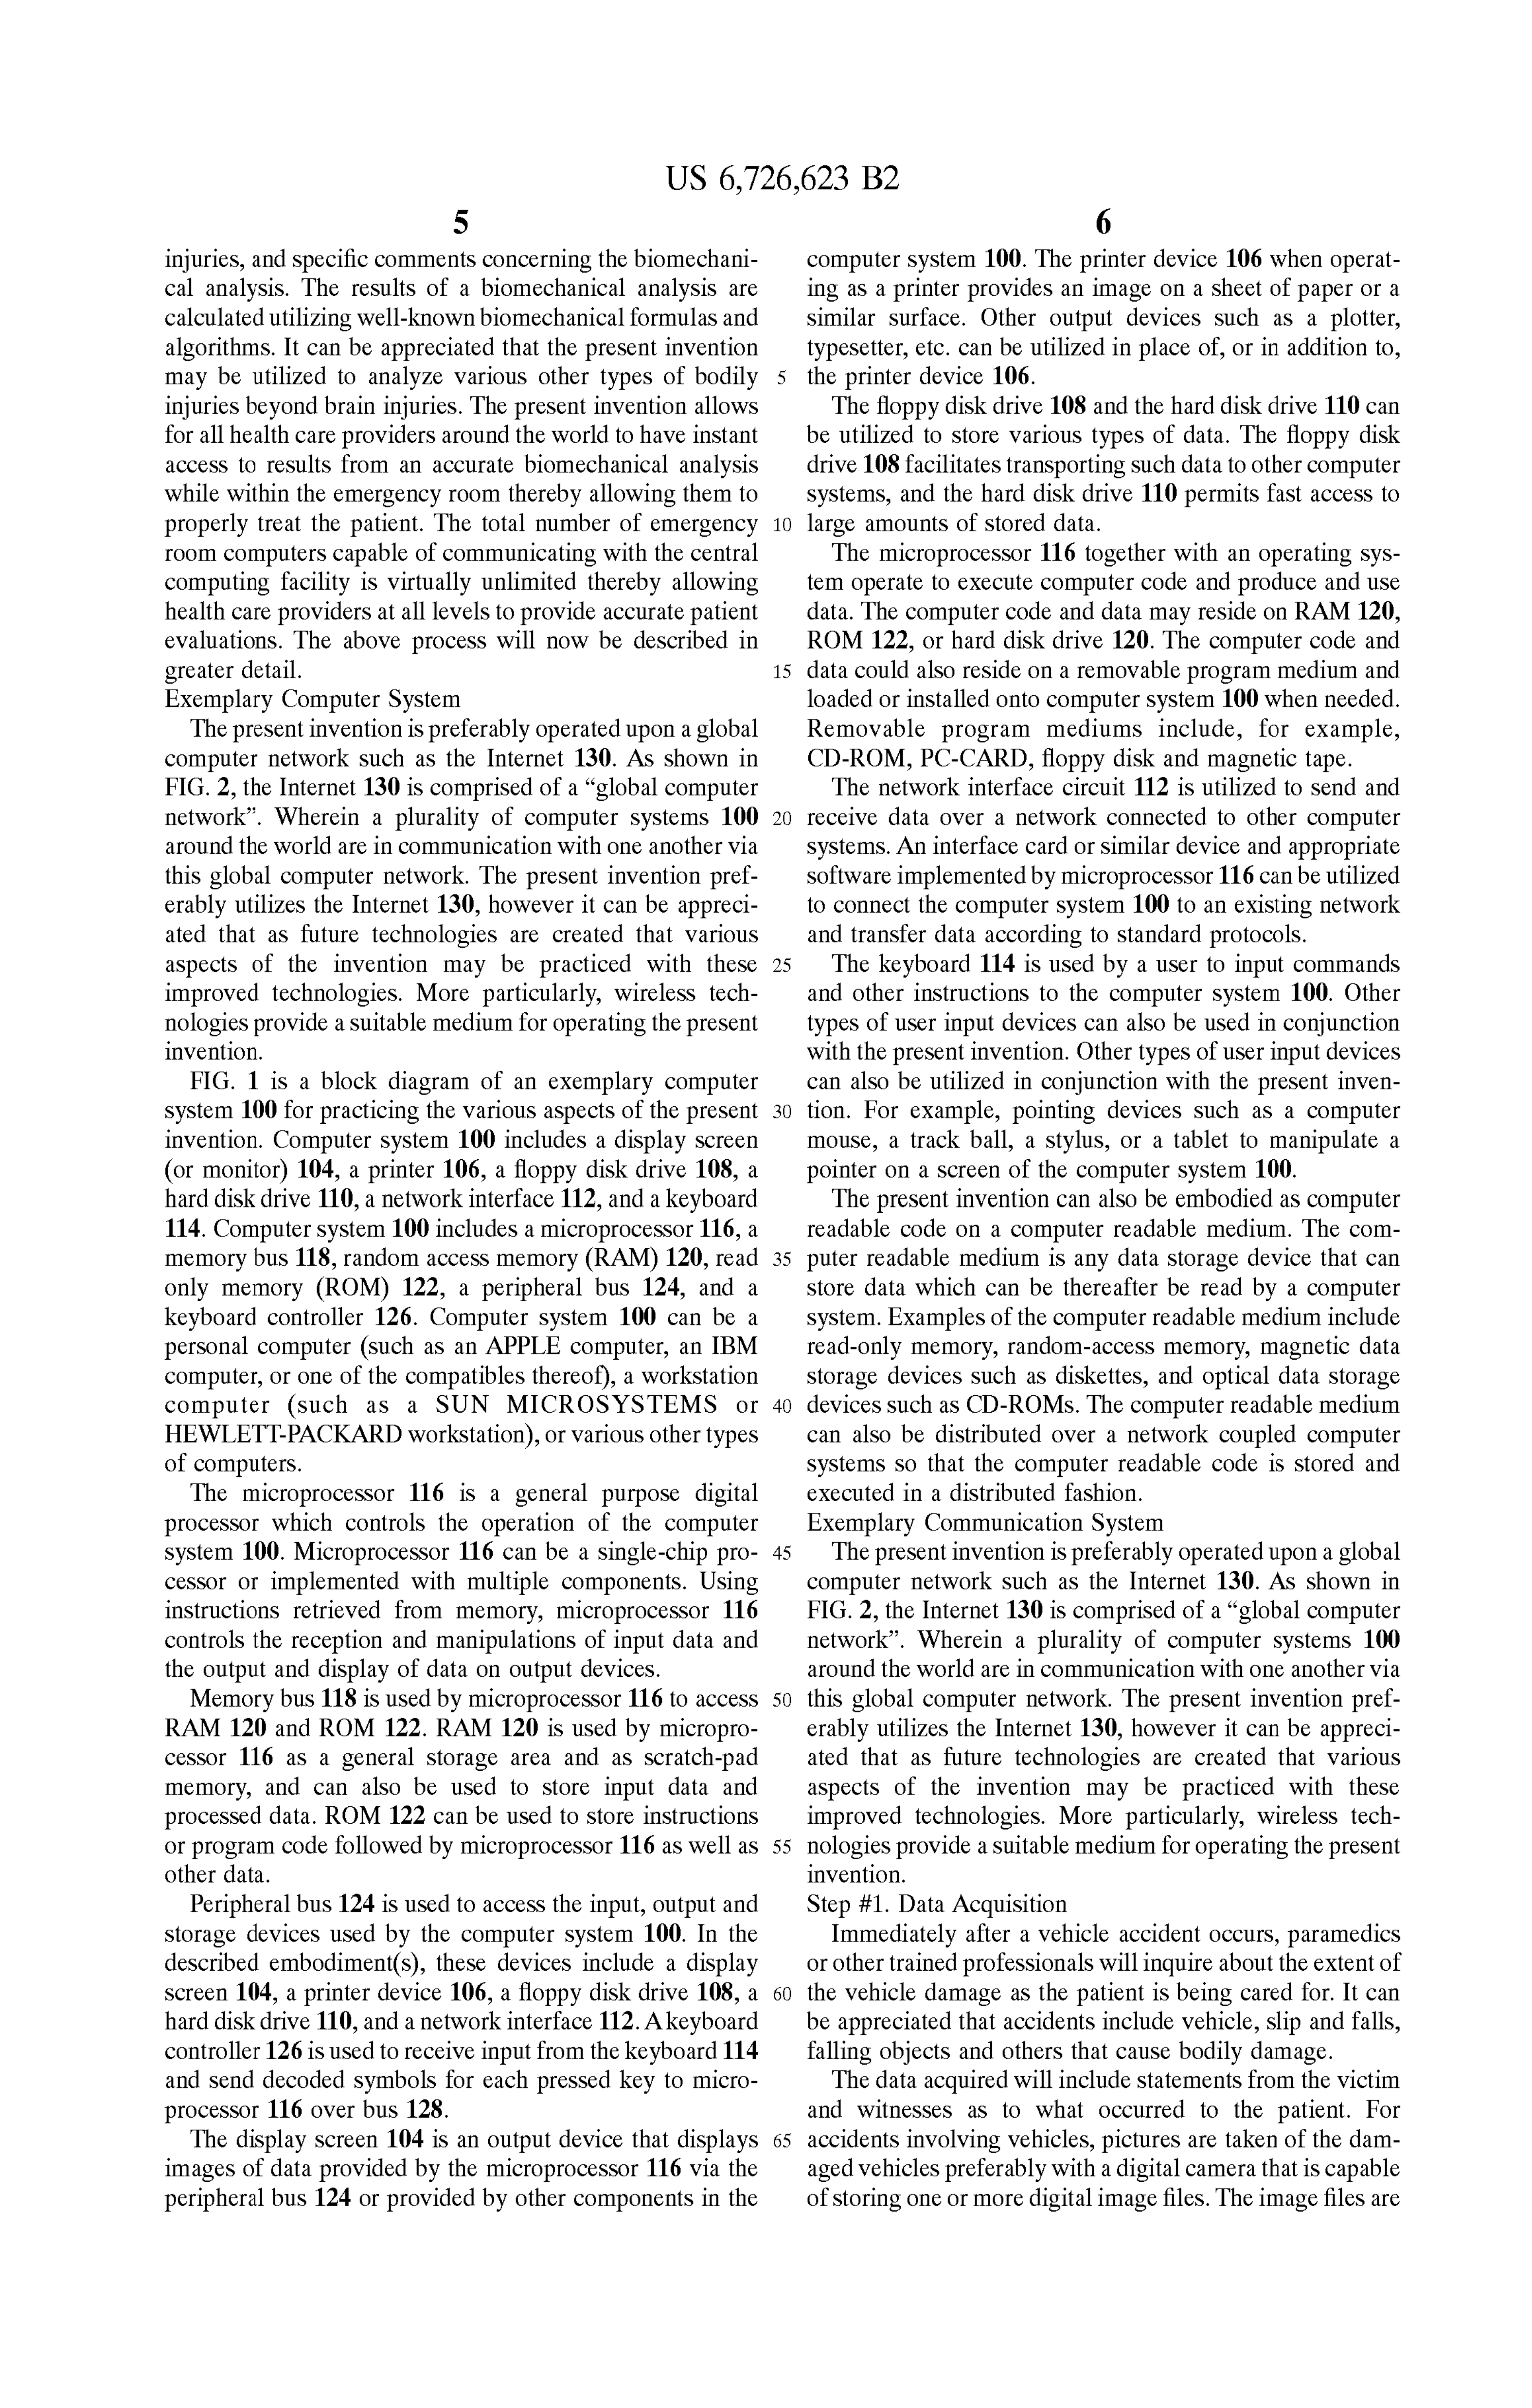 US 6,726,623 B2
5
injuries, and specific comments concerning the biomechani-
cal analysis. The results of a biomechanical analysis are
calculated utilizing well-known biomechanical formulas and
algorithms. It can be appreciated that the present invention
may be utilized to analyze various other types of bodily
injuries beyond brain injuries. The present invention allows
for all health care providers around the world to have instant
access to results from an accurate biomechanical analysis
while within the emergency room thereby allowing them to
properly treat the patient. The total number of emergency
room computers capable of communicating with the central
computing facility is virtually unlimited thereby allowing
health care providers at all levels to provide accurate patient
evaluations. The above process will now be described in
greater detail.
Exemplary Computer System
The present invention is preferably operated upon a global
computer network such as the Internet 130. As shown in
FIG. 2, the Internet 130 is comprised of a “global computer
network”. Wherein a plurality of computer systems 100
around the world are in communication with one another via
this global computer network. The present invention pref-
erably utilizes the Internet 130, however it can be appreci-
ated that as future technologies are created that various
aspects of the invention may be practiced with these
improved technologies. More particularly, wireless tech-
nologies provide a suitable medium for operating the present
invention.
FIG. 1 is a block diagram of an exemplary computer
system 100 for practicing the various aspects of the present
invention. Computer system 100 includes a display screen
(or monitor) 104, a printer 106, a floppy disk drive 108, a
hard disk drive 110, a network interface 112, and a keyboard
114. Computer system 100 includes a microprocessor 116, a
memory bus 118, random access memory (RAM) 120, read
only memory (ROM) 122, a peripheral bus 124, and a
keyboard controller 126. Computer system 100 can be a
personal computer (such as an APPLE computer, an IBM
computer, or one of the compatibles thereof), a workstation
computer (such as a SUN MICROSYSTEMS or
HEWLETT-PACKARD workstation), or various other types
of computers.
The microprocessor 116 is a general purpose digital
processor which controls the operation of the computer
system 100. Microprocessor 116 can be a single-chip pro-
cessor or implemented with multiple components. Using
instructions retrieved from memory, microprocessor 116
controls the reception and manipulations of input data and
the output and display of data on output devices.
Memory bus 118 is used by microprocessor 116 to access
RAM 120 and ROM 122. RAM 120 is used by micropro-
cessor 116 as a general storage area and as scratch-pad
memory, and can also be used to store input data and
processed data. ROM 122 can be used to store instructions
or program code followed by microprocessor 116 as well as
other data.
Peripheral bus 124 is used to access the input, output and
storage devices used by the computer system 100. In the
described embodiment(s), these devices include a display
screen 104, a printer device 106, a floppy disk drive 108, a
hard disk drive 110, and a network interface 112. A keyboard
controller 126 is used to receive input from the keyboard 114
and send decoded symbols for each pressed key to micro-
processor 116 over bus 128.
The display screen 104 is an output device that displays
images of data provided by the microprocessor 116 via the
peripheral bus 124 or provided by other components in the
5
10
15
20
25
30
35
40
45
50
55
60
65
6
computer system 100. The printer device 106 when operat-
ing as a printer provides an image on a sheet of paper or a
similar surface. Other output devices such as a plotter,
typesetter, etc. can be utilized in place of, or in addition to,
the printer device 106.
The floppy disk drive 108 and the hard disk drive 110 can
be utilized to store various types of data. The floppy disk
drive 108 facilitates transporting such data to other computer
systems, and the hard disk drive 110 permits fast access to
large amounts of stored data.
The microprocessor 116 together with an operating sys-
tem operate to execute computer code and produce and use
data. The computer code and data may reside on RAM 120,
ROM 122, or hard disk drive 120. The computer code and
data could also reside on a removable program medium and
loaded or installed onto computer system 100 when needed.
Removable program mediums include, for example,
CD-ROM, PC-CARD, floppy disk and magnetic tape.
The network interface circuit 112 is utilized to send and
receive data over a network connected to other computer
systems. An interface card or similar device and appropriate
software implemented by microprocessor 116 can be utilized
to connect the computer system 100 to an existing network
and transfer data according to standard protocols.
The keyboard 114 is used by a user to input commands
and other instructions to the computer system 100. Other
types of user input devices can also be used in conjunction
with the present invention. Other types of user input devices
can also be utilized in conjunction with the present inven-
tion. For example, pointing devices such as a computer
mouse, a track ball, a stylus, or a tablet to manipulate a
pointer on a screen of the computer system 100.
The present invention can also be embodied as computer
readable code on a computer readable medium. The com-
puter readable medium is any data storage device that can
store data which can be thereafter be read by a computer
system. Examples of the computer readable medium include
read-only memory, random-access memory, magnetic data
storage devices such as diskettes, and optical data storage
devices such as CD-ROMs. The computer readable medium
can also be distributed over a network coupled computer
systems so that the computer readable code is stored and
executed in a distributed fashion.
Exemplary Communication System
The present invention is preferably operated upon a global
computer network such as the Internet 130. As shown in
FIG. 2, the Internet 130 is comprised of a “global computer
network”. Wherein a plurality of computer systems 100
around the world are in communication with one another via
this global computer network. The present invention pref-
erably utilizes the Internet 130, however it can be appreci-
ated that as future technologies are created that various
aspects of the invention may be practiced with these
improved technologies. More particularly, wireless tech-
nologies provide a suitable medium for operating the present
invention.
Step #1. Data Acquisition
Immediately after a vehicle accident occurs, paramedics
or other trained professionals will inquire about the extent of
the vehicle damage as the patient is being cared for. It can
be appreciated that accidents include vehicle, slip and falls,
falling objects and others that cause bodily damage.
The data acquired will include statements from the victim
and witnesses as to what occurred to the patient. For
accidents involving vehicles, pictures are taken of the dam-
aged vehicles preferably with a digital camera that is capable
of storing one or more digital image files. The image files are